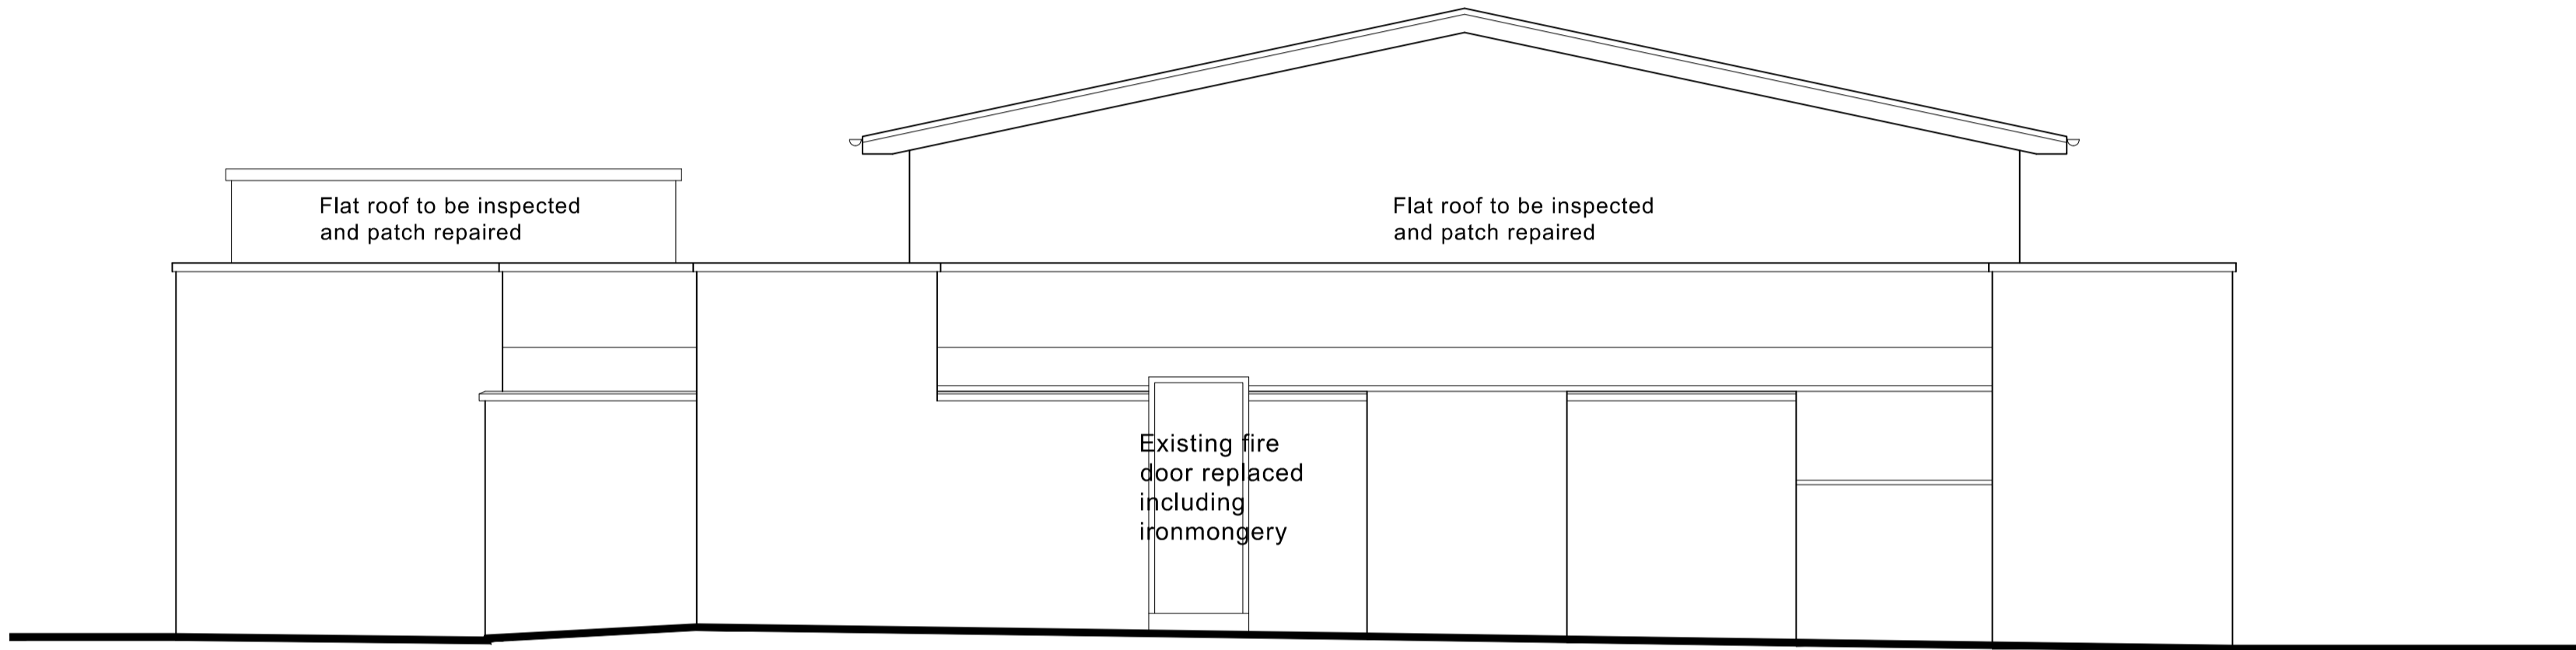 Flat roof to be inspected
and patch repaired
Flat roof to be inspected
and patch repaired
Existing fire
door replaced
including
ironmongery